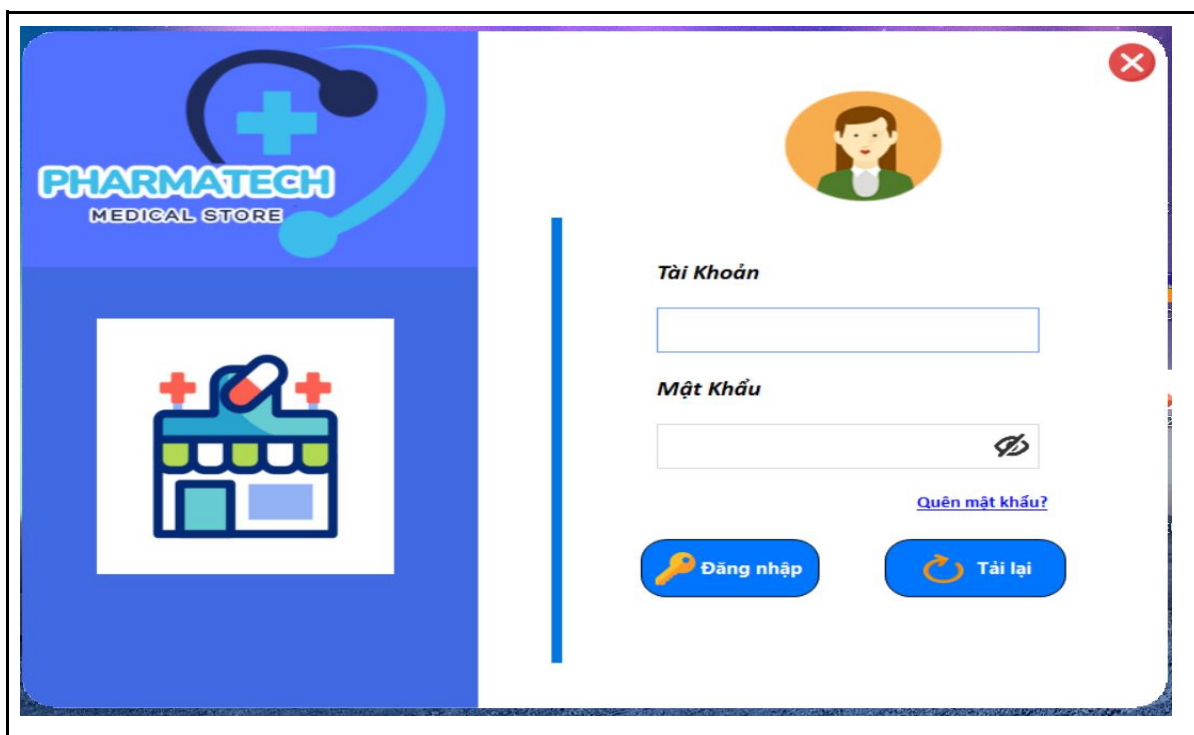 PHARMATECH
MEDICAL STORE
Tài Khoản
Mật Khẩu
Quên mật khẩu?
Đăng nhập
Tải lại